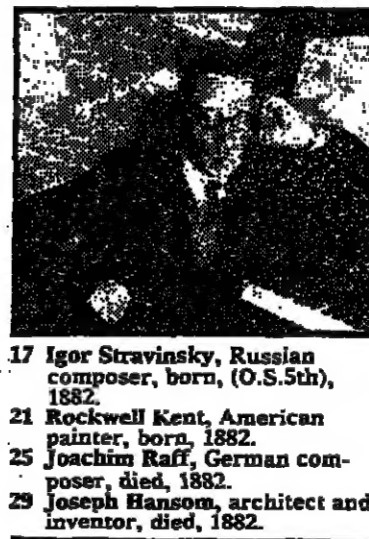 17 Igor Stravinsky, Russian
composer, born, (O.S.5th),
1882.
21 Rockwell Kent, American
painter, born, 1882.
25 Joachim Raff, German com-
poser, died, 1882.
29 Joseph Hansom, architect and
inventor, died, 1882.